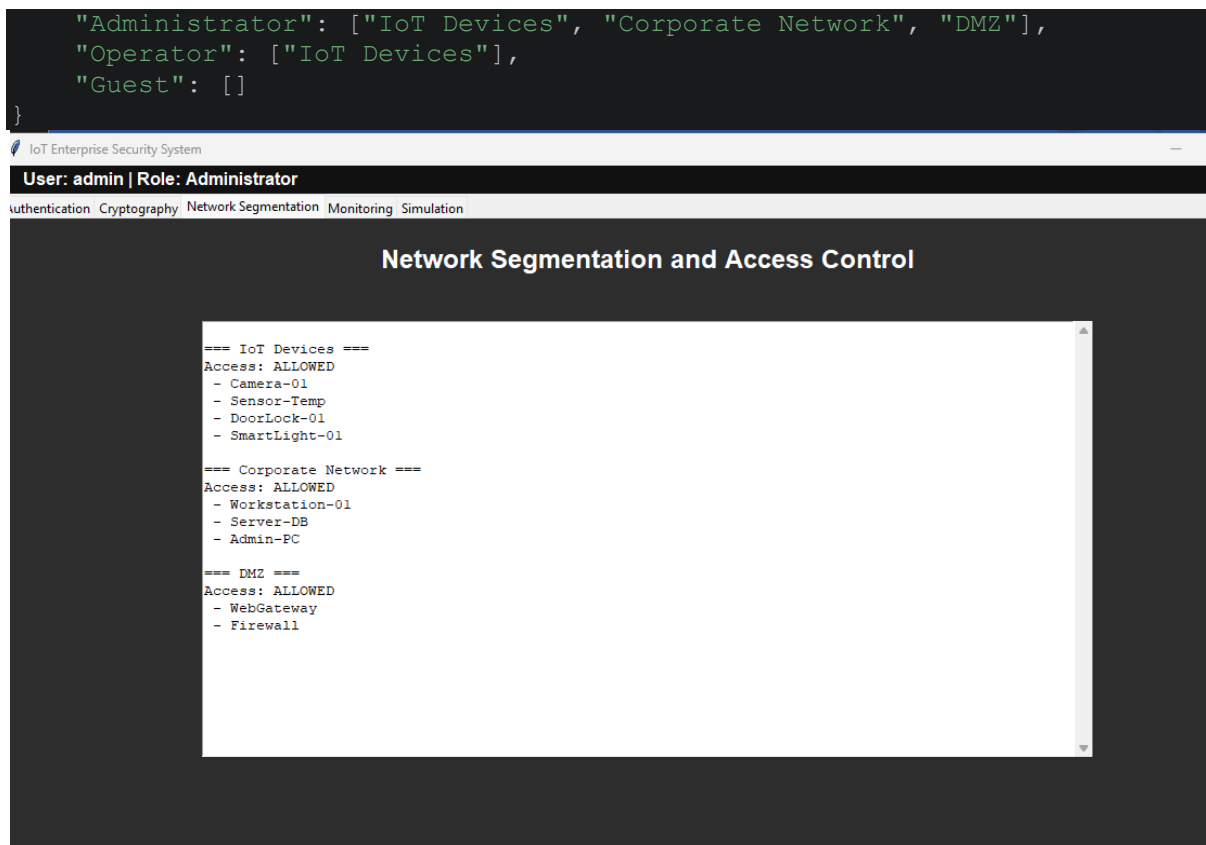 "Administrator": ["IoT Devices", "Corporate Network", "DMZ"],
"Operator": ["IoT Devices"],
"Guest": []
}
IoT Enterprise Security System
User: admin | Role: Administrator
Authentication Cryptography Network Segmentation Monitoring Simulation
Network Segmentation and Access Control
=== IoT Devices ===
Access: ALLOWED
- Camera-01
- Sensor-Temp
- DoorLock-01
- SmartLight-01
=== Corporate Network ===
Access: ALLOWED
- Workstation-01
- Server-DB
- Admin-PC
=== DMZ ===
Access: ALLOWED
- WebGateway
- Firewall